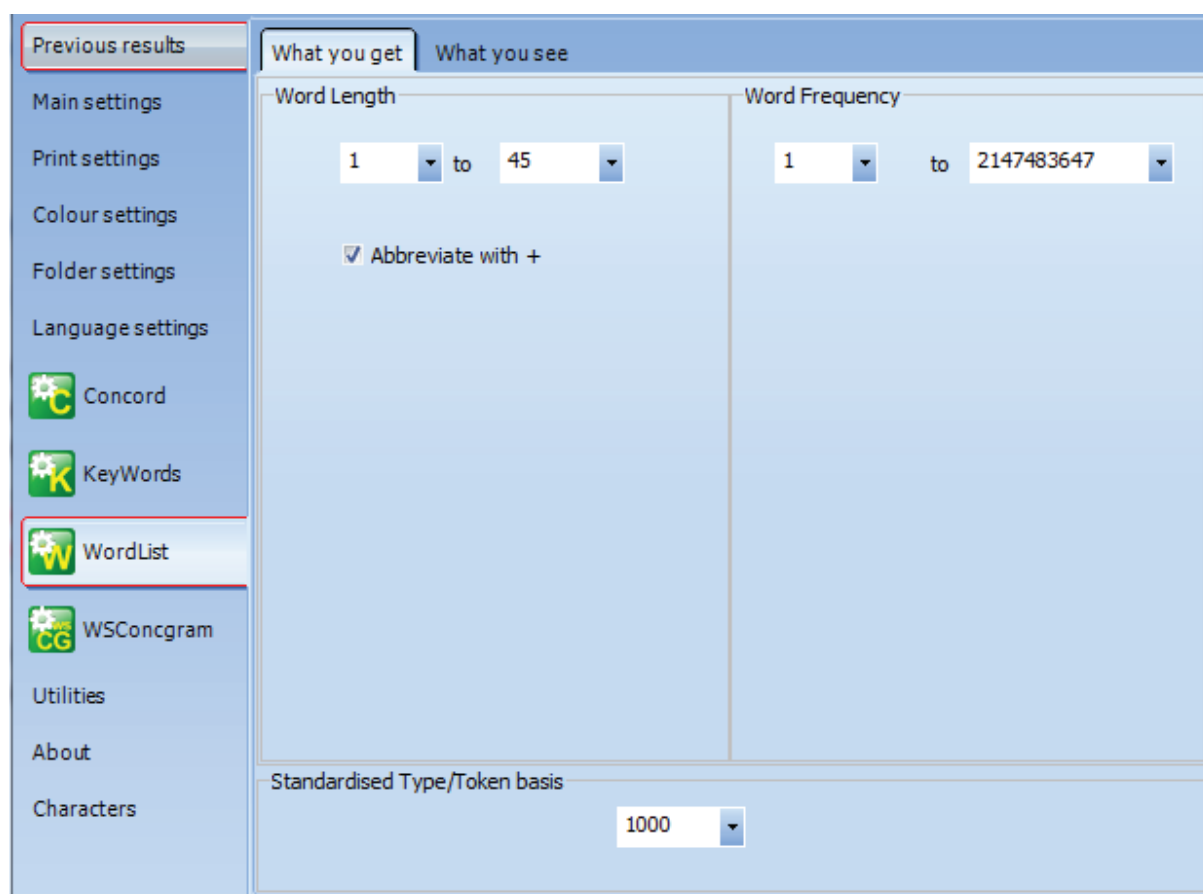 Previous results
Main settings
Print settings
Colour settings
Folder settings
Language settings
C
Concord
K
KeyWords
W
WordList
WS
CG
WSConcgram
Utilities
About
Characters
What you get What you see
Word Length
1 to 45
Abbreviate with +
Word Frequency
1 to 2147483647
Standardised Type/Token basis
1000